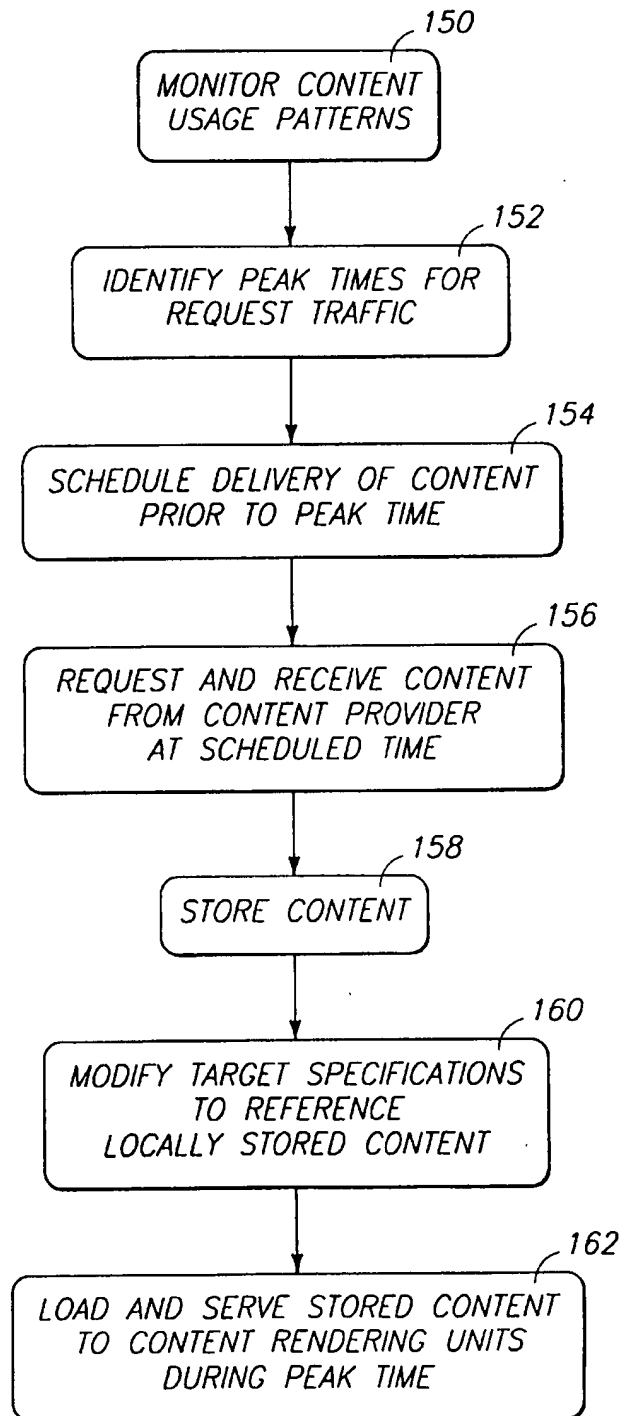 150
MONITOR CONTENT
USAGE PATTERNS
152
IDENTIFY PEAK TIMES FOR
REQUEST TRAFFIC
154
SCHEDULE DELIVERY OF CONTENT
PRIOR TO PEAK TIME
156
REQUEST AND RECEIVE CONTENT
FROM CONTENT PROVIDER
AT SCHEDULED TIME
158
STORE CONTENT
160
MODIFY TARGET SPECIFICATIONS
TO REFERENCE
LOCALLY STORED CONTENT
162
LOAD AND SERVE STORED CONTENT
TO CONTENT RENDERING UNITS
DURING PEAK TIME